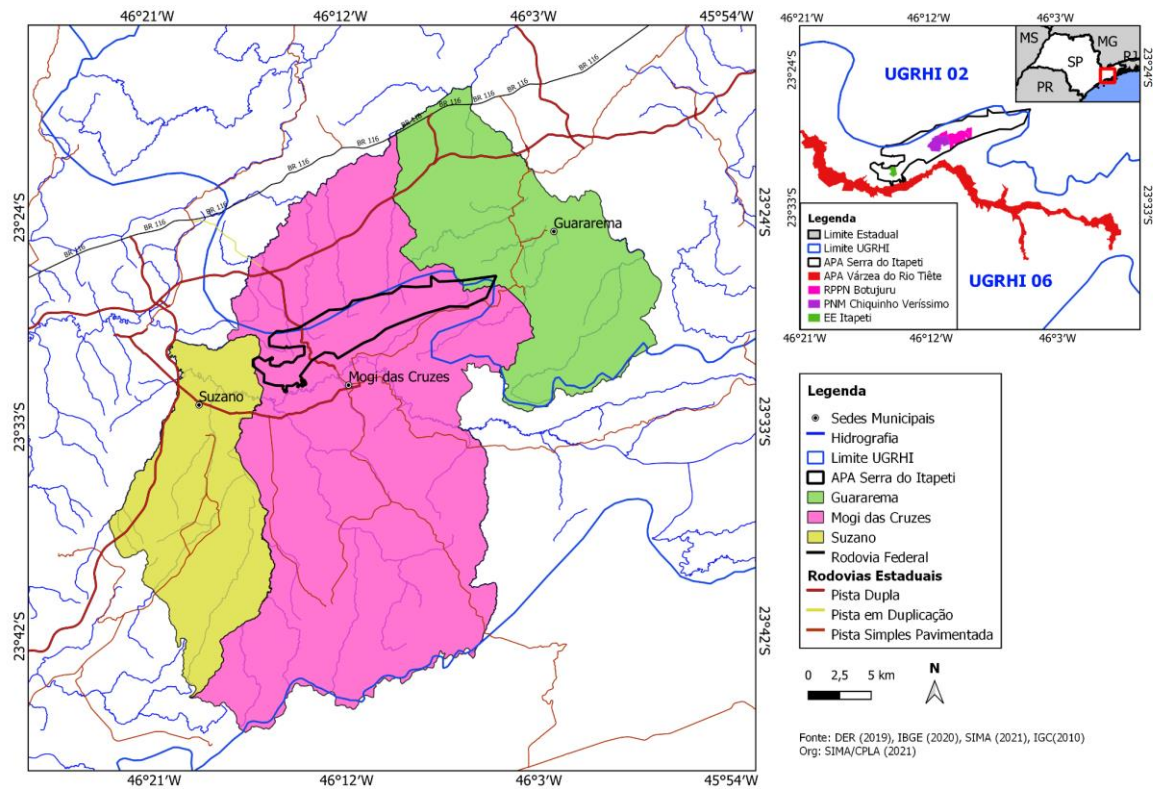 46°21'W 46°12'W 46°3'W 45°54'W
23°24'S
23°33'S
23°42'S
BR 116
BR 116
BR 116
BR 116
BR 116
BR 116
BR 116
BR 116
Guararema
Mogi das Cruzes
Suzano
23°24'S
23°33'S
23°42'S
46°21'W 46°12'W 46°3'W 45°54'W
46°21'W 46°12'W 46°3'W
23°24'S
23°33'S
UGRHI 02
MS
MG
RJ
SP
PR
23°24'S
23°33'S
UGRHI 06
Legenda
Limite Estadual
Limite UGRHI
APA Serra do Itapeti
APA Várzea do Rio Tiête
RPPN Botujuru
PNM Chiquinho Veríssimo
EE Itapeti
46°21'W 46°12'W 46°3'W
Legenda
Sedes Municipais
Hidrografia
Limite UGRHI
APA Serra do Itapeti
Guararema
Mogi das Cruzes
Suzano
Rodovia Federal
Rodovias Estaduais
Pista Dupla
Pista em Duplicação
Pista Simples Pavimentada
0 2,5 5 km
N
Fonte: DER (2019), IBGE (2020), SIMA (2021), IGC(2010)
Org: SIMA/CPLA (2021)